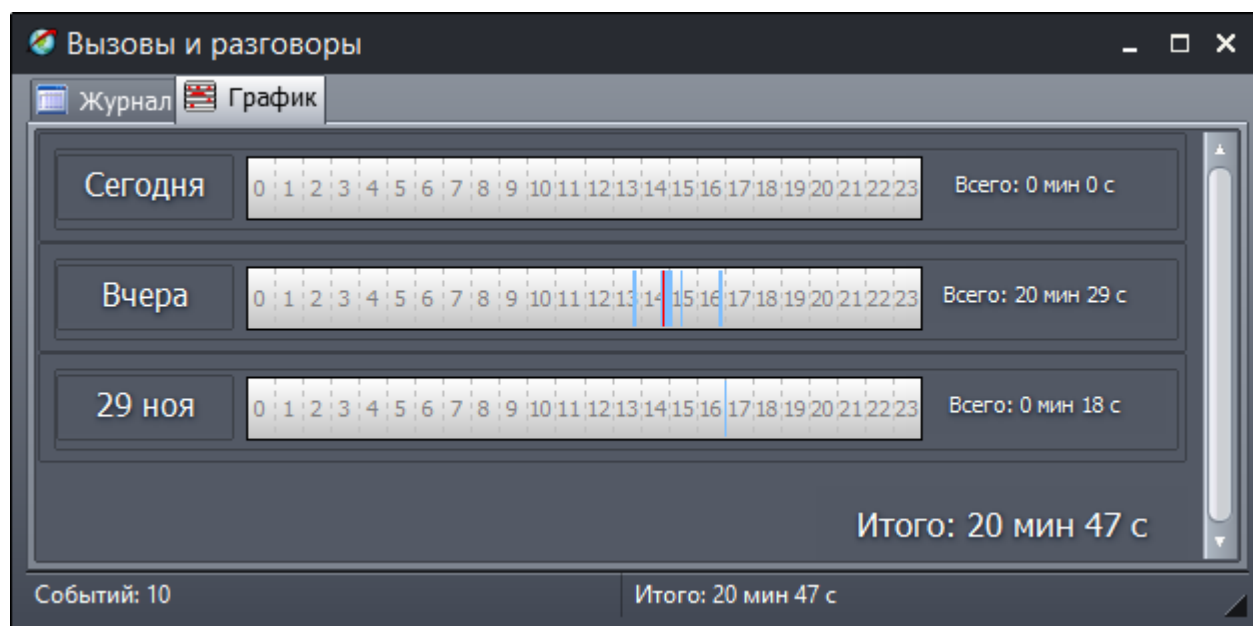 Вызовы и разговоры
Журнал График
Сегодня 0 1 2 3 4 5 6 7 8 9 10 11 12 13 14 15 16 17 18 19 20 21 22 23 Всего: 0 мин 0 с
Вчера 0 1 2 3 4 5 6 7 8 9 10 11 12 13 14 15 16 17 18 19 20 21 22 23 Всего: 20 мин 29 с
29 ноя 0 1 2 3 4 5 6 7 8 9 10 11 12 13 14 15 16 17 18 19 20 21 22 23 Всего: 0 мин 18 с
Итого: 20 мин 47 с
Событий: 10 Итого: 20 мин 47 с